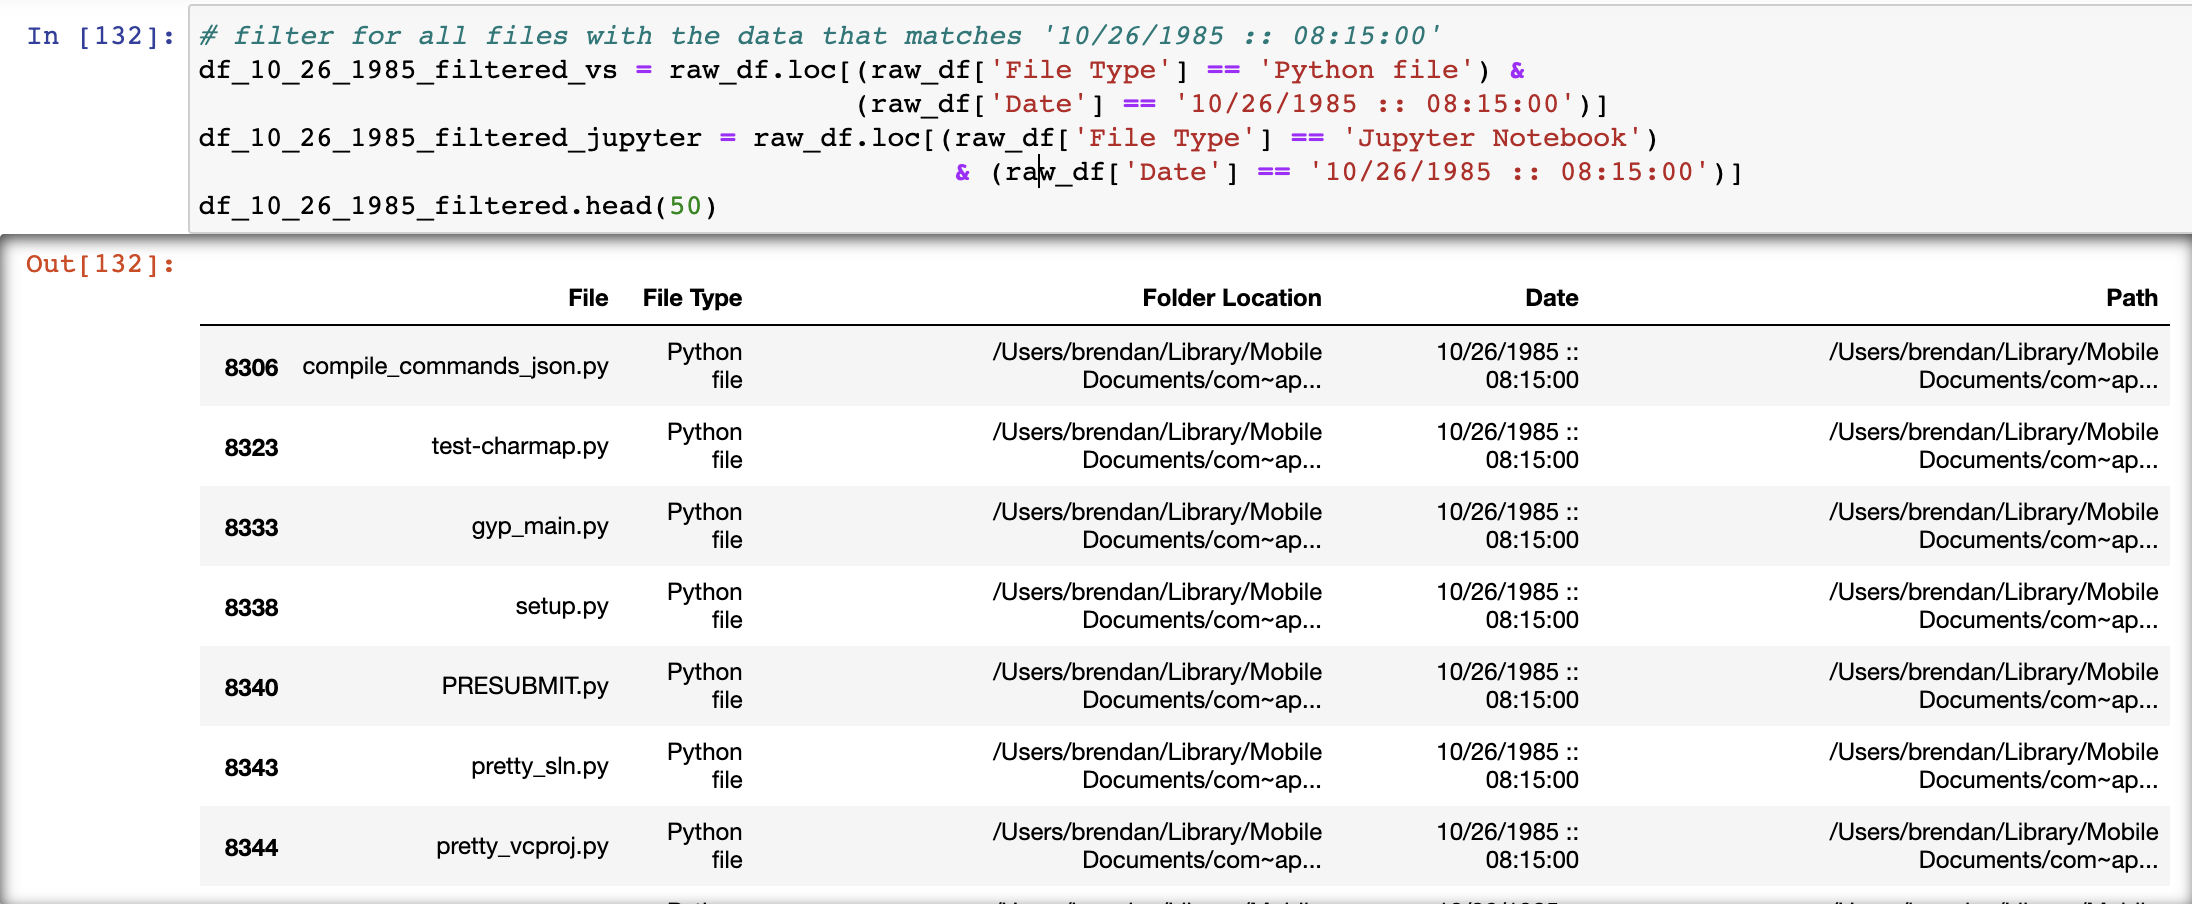 In [132]:
# filter for all files with the data that matches '10/26/1985 :: 08:15:00'
df_10_26_1985_filtered_vs = raw_df.loc[(raw_df['File Type'] == 'Python file') &
(raw_df['Date'] == '10/26/1985 :: 08:15:00')]
df_10_26_1985_filtered_jupyter = raw_df.loc[(raw_df['File Type'] == 'Jupyter Notebook')
& (raw_df['Date'] == '10/26/1985 :: 08:15:00')]
df_10_26_1985_filtered.head(50)
Out[132]:
File File Type Folder Location Date Path
8306 compile_commands_json.py Python file /Users/brendan/Library/Mobile Documents/com~ap... 10/26/1985 :: 08:15:00 /Users/brendan/Library/Mobile Documents/com~ap...
8323 test-charmap.py Python file /Users/brendan/Library/Mobile Documents/com~ap... 10/26/1985 :: 08:15:00 /Users/brendan/Library/Mobile Documents/com~ap...
8333 gyp_main.py Python file /Users/brendan/Library/Mobile Documents/com~ap... 10/26/1985 :: 08:15:00 /Users/brendan/Library/Mobile Documents/com~ap...
8338 setup.py Python file /Users/brendan/Library/Mobile Documents/com~ap... 10/26/1985 :: 08:15:00 /Users/brendan/Library/Mobile Documents/com~ap...
8340 PRESUBMIT.py Python file /Users/brendan/Library/Mobile Documents/com~ap... 10/26/1985 :: 08:15:00 /Users/brendan/Library/Mobile Documents/com~ap...
8343 pretty_sln.py Python file /Users/brendan/Library/Mobile Documents/com~ap... 10/26/1985 :: 08:15:00 /Users/brendan/Library/Mobile Documents/com~ap...
8344 pretty_vcproj.py Python file /Users/brendan/Library/Mobile Documents/com~ap... 10/26/1985 :: 08:15:00 /Users/brendan/Library/Mobile Documents/com~ap...